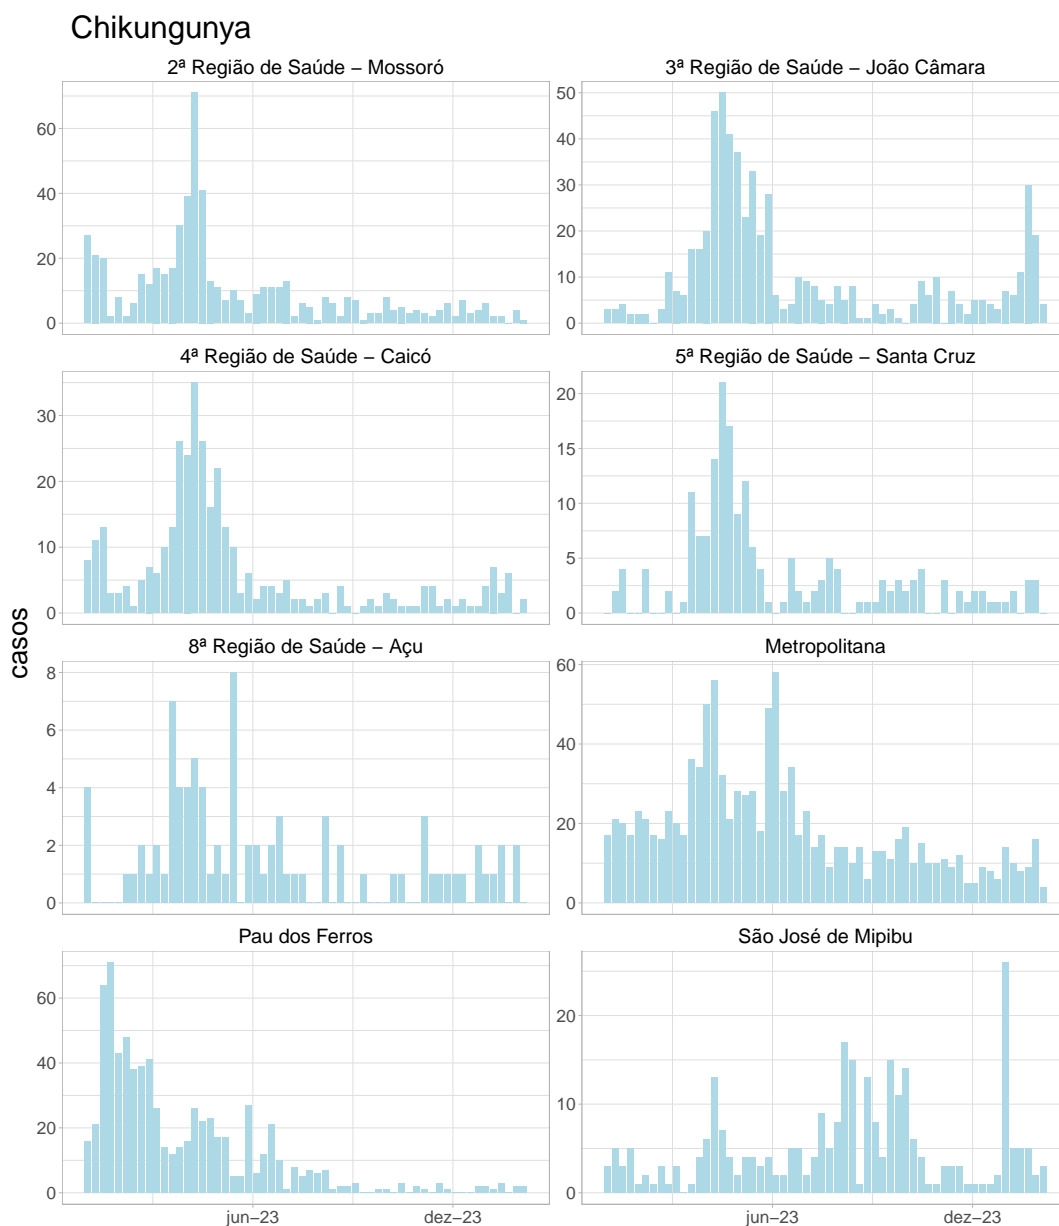 Chikungunya
2ª Região de Saúde – Mossoró
3ª Região de Saúde – João Câmara
60
40
20
0
50
40
30
20
10
0
4ª Região de Saúde – Caicó
5ª Região de Saúde – Santa Cruz
30
20
10
0
20
15
10
5
0
casos
8ª Região de Saúde – Açu
Metropolitana
8
6
4
2
0
60
40
20
0
Pau dos Ferros
São José de Mipibu
60
40
20
0
20
10
0
jun–23
dez–23
jun–23
dez–23